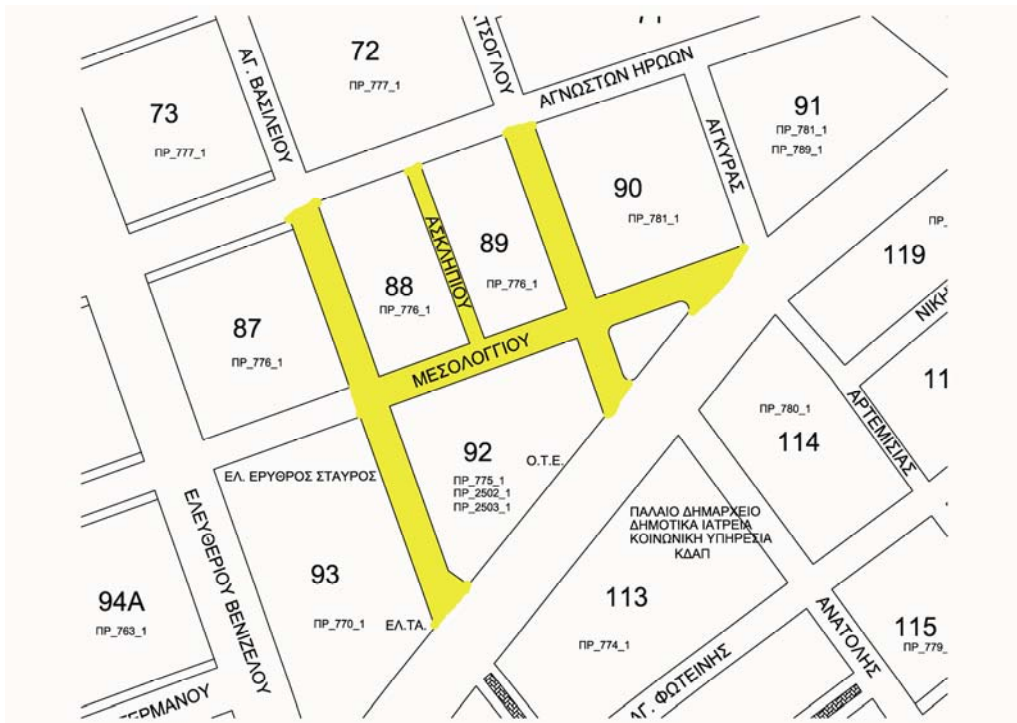 72
ΠΡ_777_1
ΑΓ. ΒΑΣΙΛΕΙΟΥ
ΑΓΝΩΣΤΩΝ ΗΡΩΩΝ
73
ΠΡ_777_1
91
ΠΡ_781_1
ΠΡ_789_1
ΑΓΚΥΡΑΣ
90
ΠΡ_781_1
89
ΠΡ_776_1
ΑΣΚΛΗΠΙΟΥ
88
ΠΡ_776_1
119
87
ΠΡ_776_1
ΜΕΣΟΛΟΓΓΙΟΥ
ΠΡ_780_1
114
ΑΡΤΕΜΙΣΙΑΣ
92
Ο.Τ.Ε.
ΠΡ_775_1
ΠΡ_2502_1
ΠΡ_2503_1
ΕΛ. ΕΡΥΘΡΟΣ ΣΤΑΥΡΟΣ
ΠΑΛΑΙΟ ΔΗΜΑΡΧΕΙΟ
ΔΗΜΟΤΙΚΑ ΙΑΤΡΕΙΑ
ΚΟΙΝΩΝΙΚΗ ΥΠΗΡΕΣΙΑ
ΚΔΑΠ
ΕΛΕΥΘΕΡΙΟΥ ΒΕΝΙΖΕΛΟΥ
93
ΠΡ_770_1
ΕΛ.ΤΑ.
94Α
ΠΡ_763_1
113
ΠΡ_774_1
ΑΝΑΤΟΛΗΣ
115
ΠΡ_779_
ΑΓ. ΦΩΤΕΙΝΗΣ